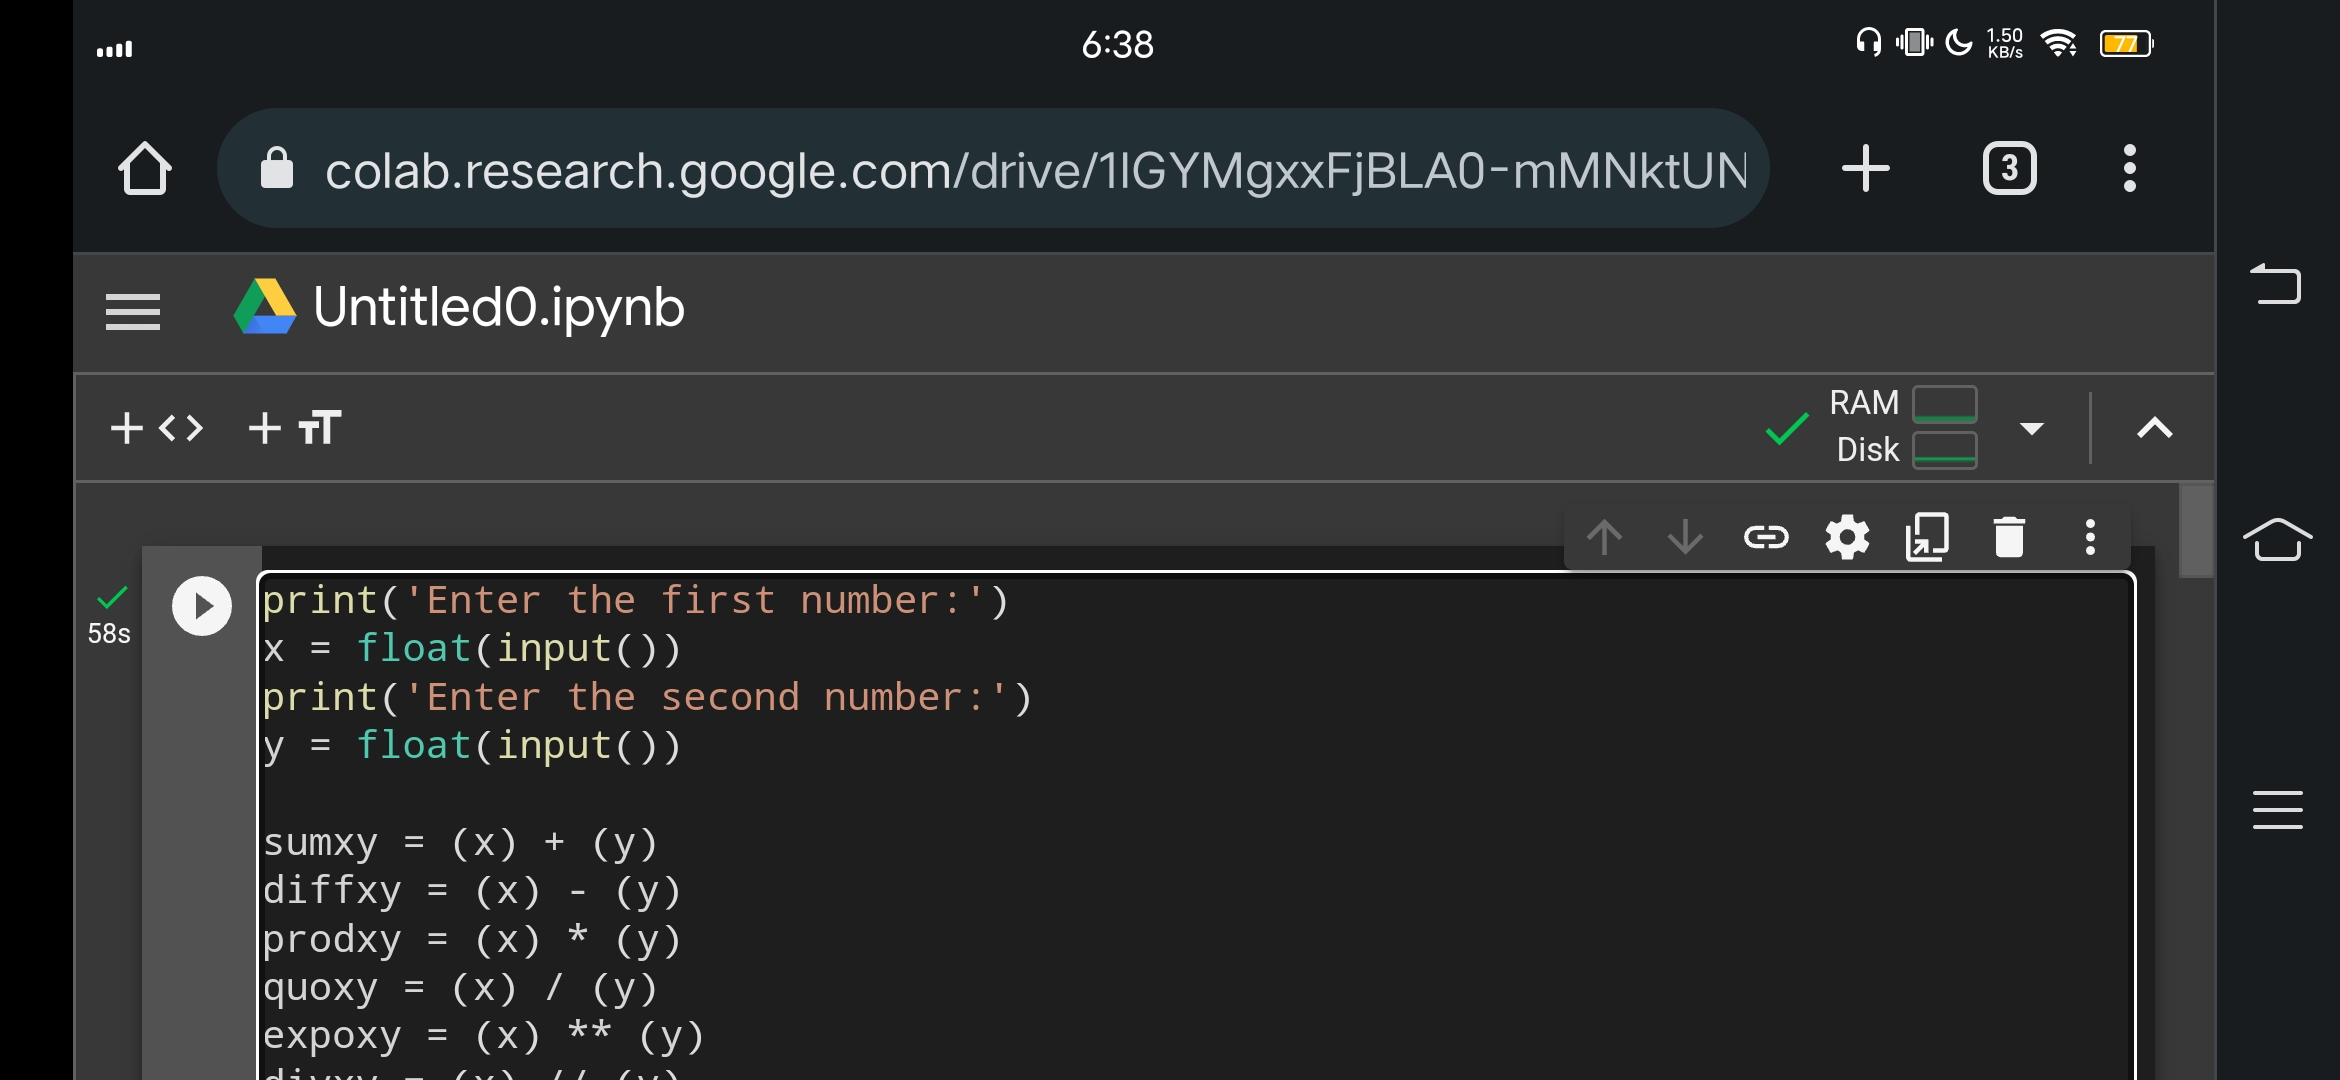 6:38
1.50
KB/s
77
colab.research.google.com/drive/1IGYMgxxFjBLA0-mMNktUN
3
Untitled0.ipynb
RAM
Disk
58s
print('Enter the first number:')
x = float(input())
print('Enter the second number:')
y = float(input())
sumxy = (x) + (y)
diffxy = (x) - (y)
prodxy = (x) * (y)
quoxy = (x) / (y)
expoxy = (x) ** (y)
divxy = (x) // (y)